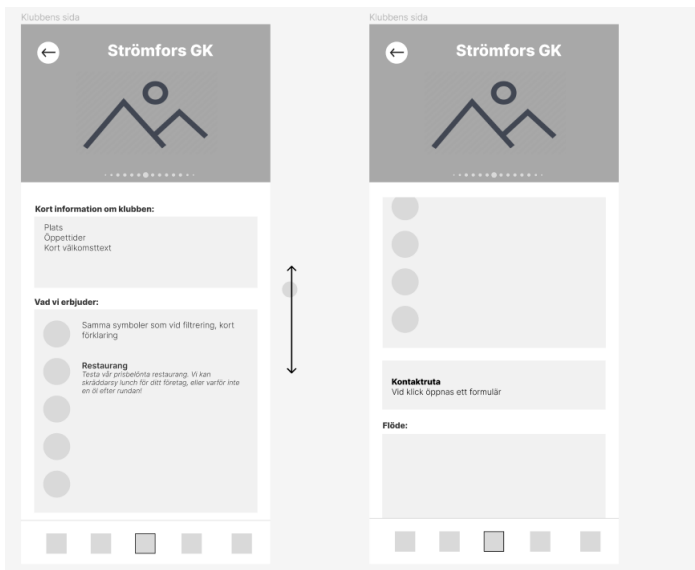 Klubbens sida
Strömfors GK
Kort information om klubben:
Plats
Öppettider
Kort välkomsttext
Vad vi erbjuder:
Samma symboler som vid filtrering, kort
förklaring
Restaurang
Testa vår prisbelönta restaurang. Vi kan
skräddarsy lunch för ditt företag, eller varför inte
en öl efter rundan!
Klubbens sida
Strömfors GK
Kontaktruta
Vid klick öppnas ett formulär
Flöde: